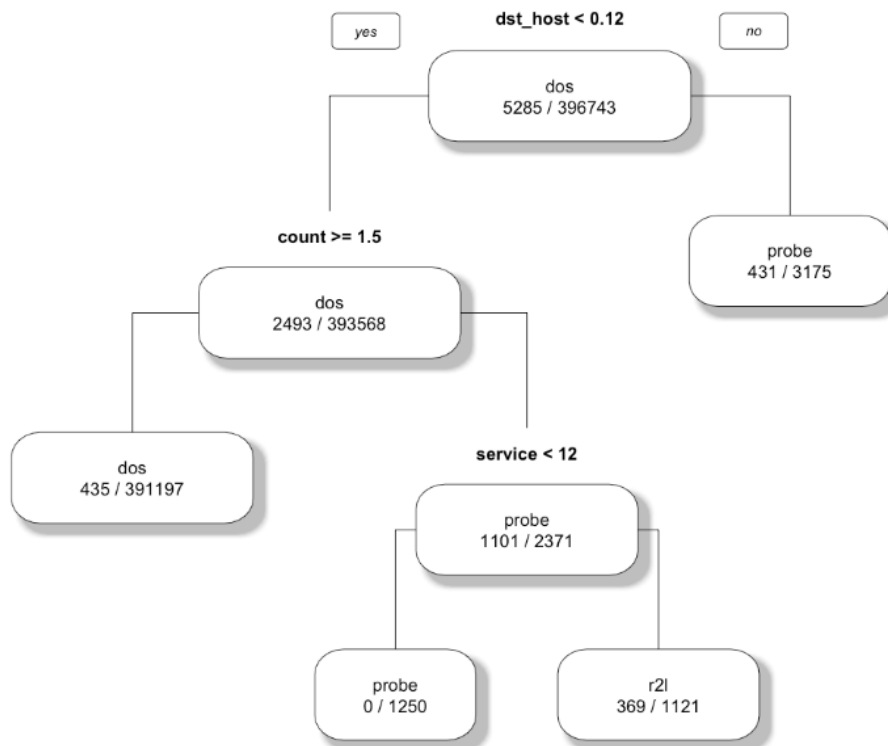 dst_host < 0.12
yes
no
dos
5285 / 396743
count >= 1.5
probe
431 / 3175
dos
2493 / 393568
dos
435 / 391197
service < 12
probe
1101 / 2371
probe
0 / 1250
r2l
369 / 1121